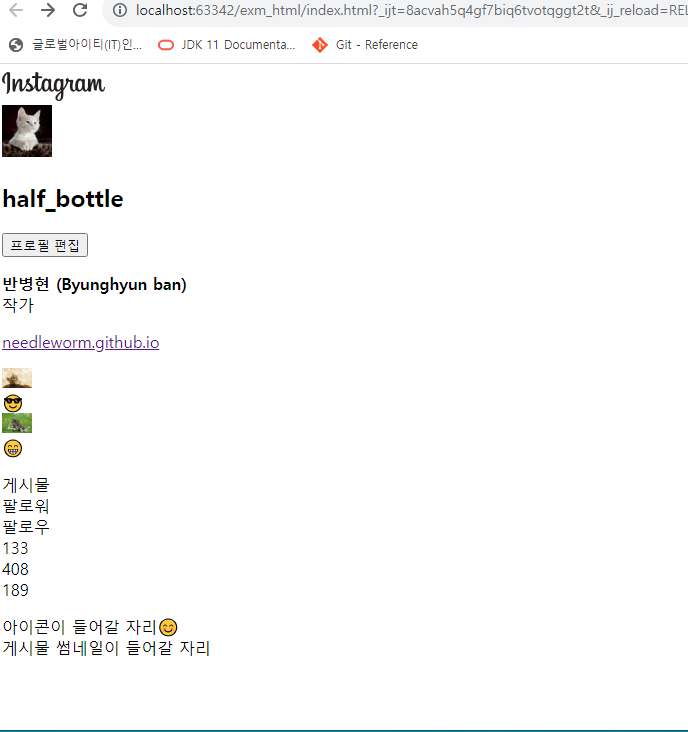 localhost:63342/exm_html/index.html?_ijt=8acvah5q4gf7biq6tvotqggt2t&_ij_reload=REL
글로벌아이티(IT)인... JDK 11 Documenta... Git - Reference
Instagram
half_bottle
프로필 편집
반병현 (Byunghyun ban)
작가
needleworm.github.io
😎
😁
게시물
팔로워
팔로우
133
408
189
아이콘이 들어갈 자리😊
게시물 썸네일이 들어갈 자리